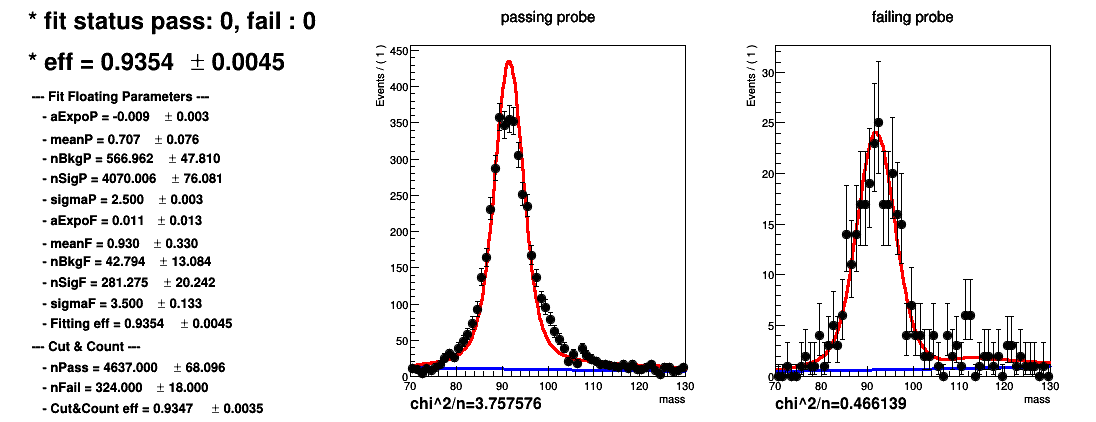 * fit status pass: 0, fail : 0
* eff = 0.9354 ± 0.0045
--- Fit Floating Parameters ---
- aExpoP = -0.009 ± 0.003
- meanP = 0.707 ± 0.076
- nBkgP = 566.962 ± 47.810
- nSigP = 4070.006 ± 76.081
- sigmaP = 2.500 ± 0.003
- aExpoF = 0.011 ± 0.013
- meanF = 0.930 ± 0.330
- nBkgF = 42.794 ± 13.084
- nSigF = 281.275 ± 20.242
- sigmaF = 3.500 ± 0.133
- Fitting eff = 0.9354 ± 0.0045
--- Cut & Count ---
- nPass = 4637.000 ± 68.096
- nFail = 324.000 ± 18.000
- Cut&Count eff = 0.9347 ± 0.0035
passing probe
Events / ( 1 )
450
400
350
300
250
200
150
100
50
0
70 80 90 100 110 120 130
mass
chi^2/n=3.757576
failing probe
Events / ( 1 )
30
25
20
15
10
5
0
70 80 90 100 110 120 130
mass
chi^2/n=0.466139